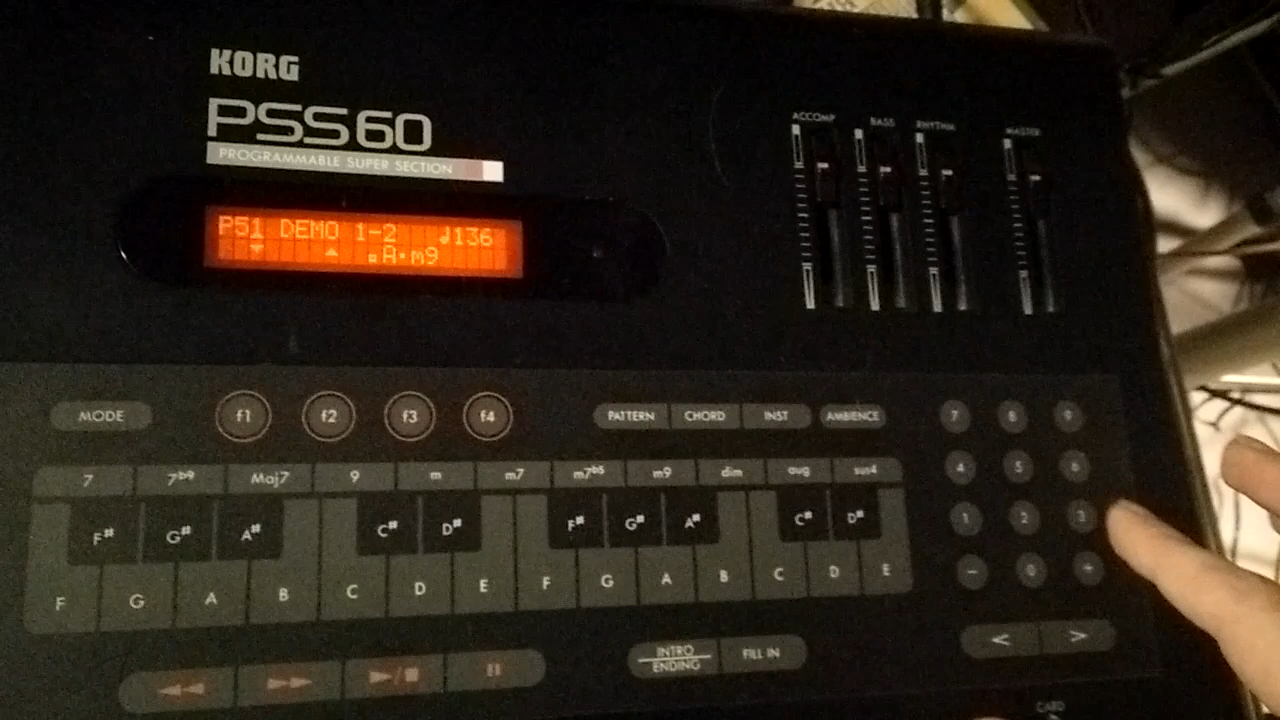 KORG
PSS60
PROGRAMMABLE SUPER SECTION
ACCOMP BASS RHYTHM MASTER
P51 DEMO 1-2 ♩136
A·m9
MODE f1 f2 f3 f4 PATTERN CHORD INST AMBIENCE 7 8 9
7 7b9 Maj7 9 m m7 m7b5 m9 dim aug sus4 4 5 6
F# G# A# C# D# F# G# A# C# D# 1 2 3
F G A B C D E F G A B C D E - 0 +
◀◀ ▶▶ ▶/■ ▮▮ INTRO ENDING FILL IN < >
CARD